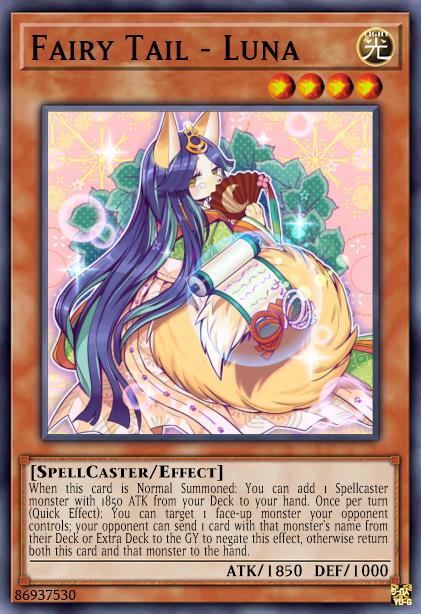 Fairy Tail - Luna
LIGHT
光
[SpellCaster/Effect]
When this card is Normal Summoned: You can add 1 Spellcaster
monster with 1850 ATK from your Deck to your hand. Once per turn
(Quick Effect): You can target 1 face-up monster your opponent
controls; your opponent can send 1 card with that monster's name from
their Deck or Extra Deck to the GY to negate this effect, otherwise return
both this card and that monster to the hand.
ATK/1850 DEF/1000
86937530